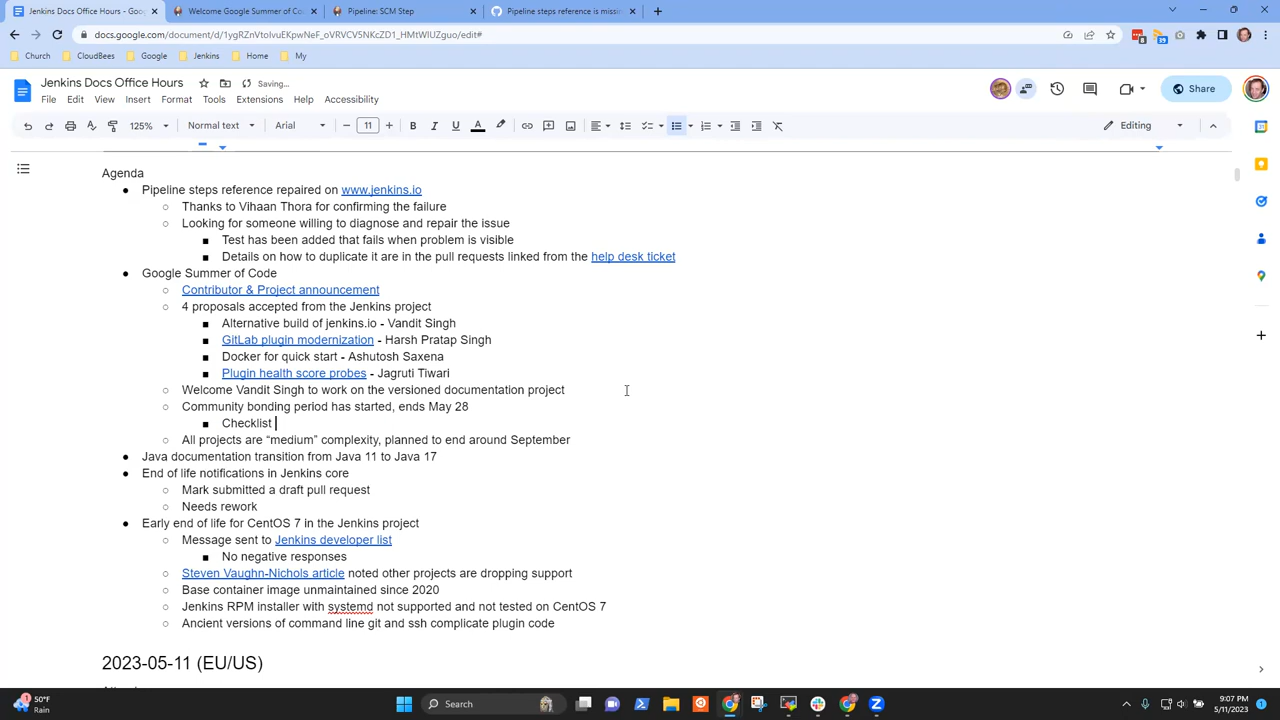 Jenkins Docs Office Hours - Goo
Welcome Google Summer of Co
Pipeline: SCM Step
Pipeline steps reference is missin
docs.google.com/document/d/1ygRZnVtoIvuEKpwNeF_oVRVCV5NKcZD1_HMtWlUZguo/edit#
Church
CloudBees
Google
Jenkins
Home
My
Jenkins Docs Office Hours
Saving...
File Edit View Insert Format Tools Extensions Help Accessibility
Share
125%
Normal text
Arial
11
Editing
Agenda
Pipeline steps reference repaired on www.jenkins.io
Thanks to Vihaan Thora for confirming the failure
Looking for someone willing to diagnose and repair the issue
Test has been added that fails when problem is visible
Details on how to duplicate it are in the pull requests linked from the help desk ticket
Google Summer of Code
Contributor & Project announcement
4 proposals accepted from the Jenkins project
Alternative build of jenkins.io - Vandit Singh
GitLab plugin modernization - Harsh Pratap Singh
Docker for quick start - Ashutosh Saxena
Plugin health score probes - Jagruti Tiwari
Welcome Vandit Singh to work on the versioned documentation project
Community bonding period has started, ends May 28
Checklist
All projects are “medium” complexity, planned to end around September
Java documentation transition from Java 11 to Java 17
End of life notifications in Jenkins core
Mark submitted a draft pull request
Needs rework
Early end of life for CentOS 7 in the Jenkins project
Message sent to Jenkins developer list
No negative responses
Steven Vaughn-Nichols article noted other projects are dropping support
Base container image unmaintained since 2020
Jenkins RPM installer with systemd not supported and not tested on CentOS 7
Ancient versions of command line git and ssh complicate plugin code
2023-05-11 (EU/US)
50°F
Rain
Search
9:07 PM
5/11/2023